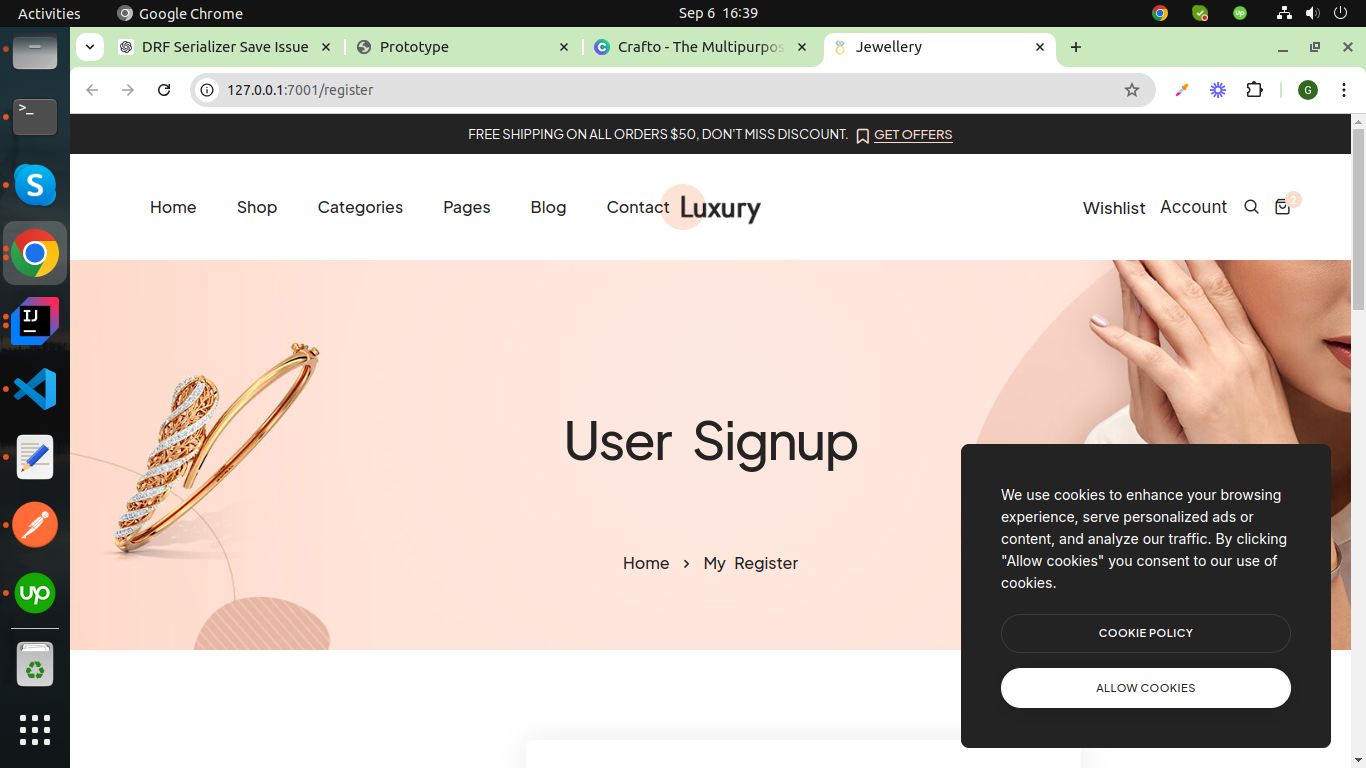 Activities
Google Chrome
Sep 6 16:39
DRF Serializer Save Issue
Prototype
Crafto - The Multipurpos
Jewellery
127.0.0.1:7001/register
G
FREE SHIPPING ON ALL ORDERS $50, DON'T MISS DISCOUNT. GET OFFERS
Home
Shop
Categories
Pages
Blog
Contact
Luxury
Wishlist
Account
2
User Signup
Home > My Register
We use cookies to enhance your browsing
experience, serve personalized ads or
content, and analyze our traffic. By clicking
"Allow cookies" you consent to our use of
cookies.
COOKIE POLICY
ALLOW COOKIES
>_
S
IJ
up